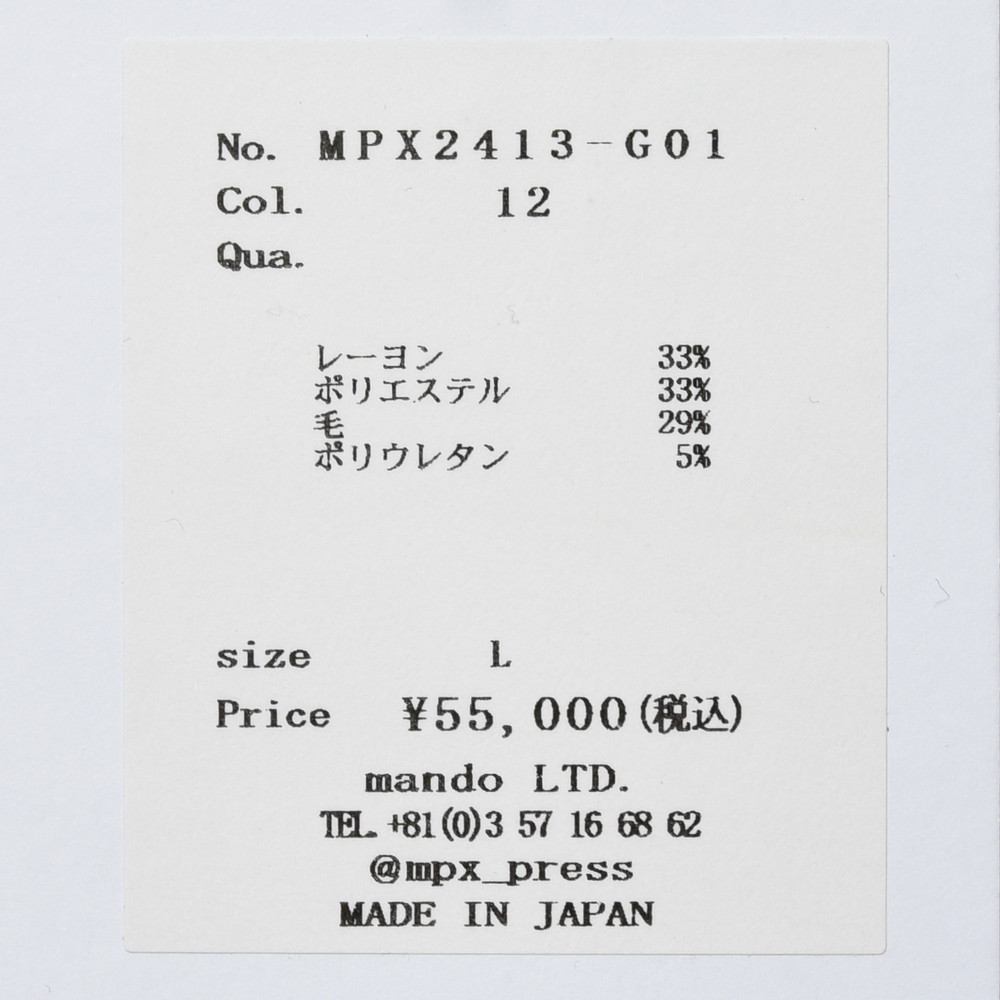 No. MPX2413-G01
Col. 12
Qua.
レーヨン 33%
ポリエステル 33%
毛 29%
ポリウレタン 5%
size L
Price ¥55,000(税込)
mando LTD.
TEL. +81(0)3 57 16 68 62
@mpx_press
MADE IN JAPAN